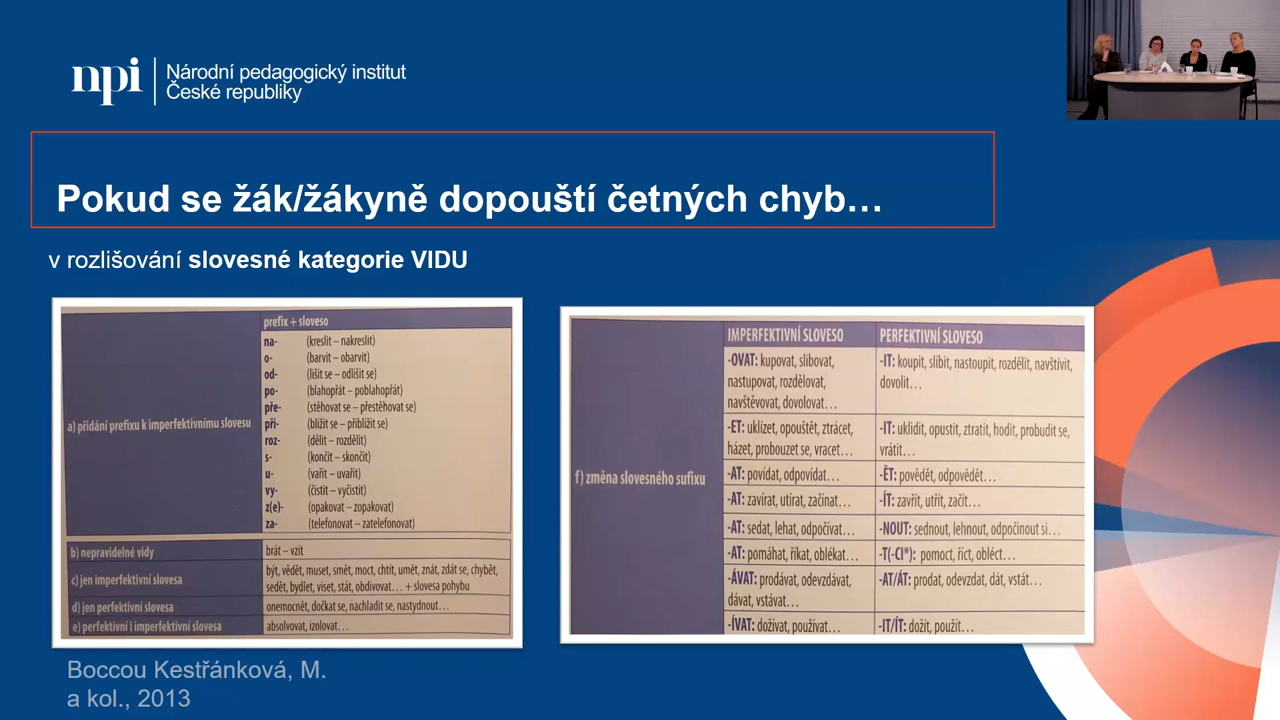 npi
Národní pedagogický institut
České republiky
Pokud se žák/žákyně dopouští četných chyb…
v rozlišování slovesné kategorie VIDU
prefix + sloveso
a) přidání prefixu k imperfektivnímu slovesu
na- (kreslit – nakreslit)
o- (barvit – obarvit)
od- (lišit se – odlišit se)
po- (blahopřát – poblahopřát)
pře- (stěhovat se – přestěhovat se)
při- (blížit se – přiblížit se)
roz- (dělit – rozdělit)
s- (končit – skončit)
u- (vařit – uvařit)
vy- (čistit – vyčistit)
z(e)- (opakovat – zopakovat)
za- (telefonovat – zatelefonovat)
b) nepravidelné vidy
brát – vzít
c) jen imperfektivní slovesa
být, vědět, muset, smět, moct, chtít, umět, znát, zdát se, chybět,
sedět, bydlet, viset, stát, obdivovat… + slovesa pohybu
d) jen perfektivní slovesa
onemocnět, dočkat se, nachladit se, nastydnout…
e) perfektivní i imperfektivní slovesa
absolvovat, izolovat…
f) změna slovesného sufixu
IMPERFEKTIVNÍ SLOVESO
PERFEKTIVNÍ SLOVESO
-OVAT: kupovat, slibovat,
nastupovat, rozdělovat,
navštěvovat, dovolovat…
-IT: koupit, slíbit, nastoupit, rozdělit, navštívit,
dovolit…
-ET: uklízet, opouštět, ztrácet,
házet, probouzet se, vracet…
-IT: uklidit, opustit, ztratit, hodit, probudit se,
vrátit…
-AT: povídat, odpovídat…
-ĚT: povědět, odpovědět…
-AT: zavírat, utírat, začínat…
-ÍT: zavřít, utřít, začít…
-AT: sedat, lehat, odpočívat…
-NOUT: sednout, lehnout, odpočinout si…
-AT: pomáhat, říkat, oblékat…
-T(-CI*): pomoct, říct, obléct…
-ÁVAT: prodávat, odevzdávat,
dávat, vstávat…
-AT/ÁT: prodat, odevzdat, dát, vstát…
-ÍVAT: dožívat, používat…
-IT/ÍT: dožít, použít…
Boccou Kestřánková, M.
a kol., 2013